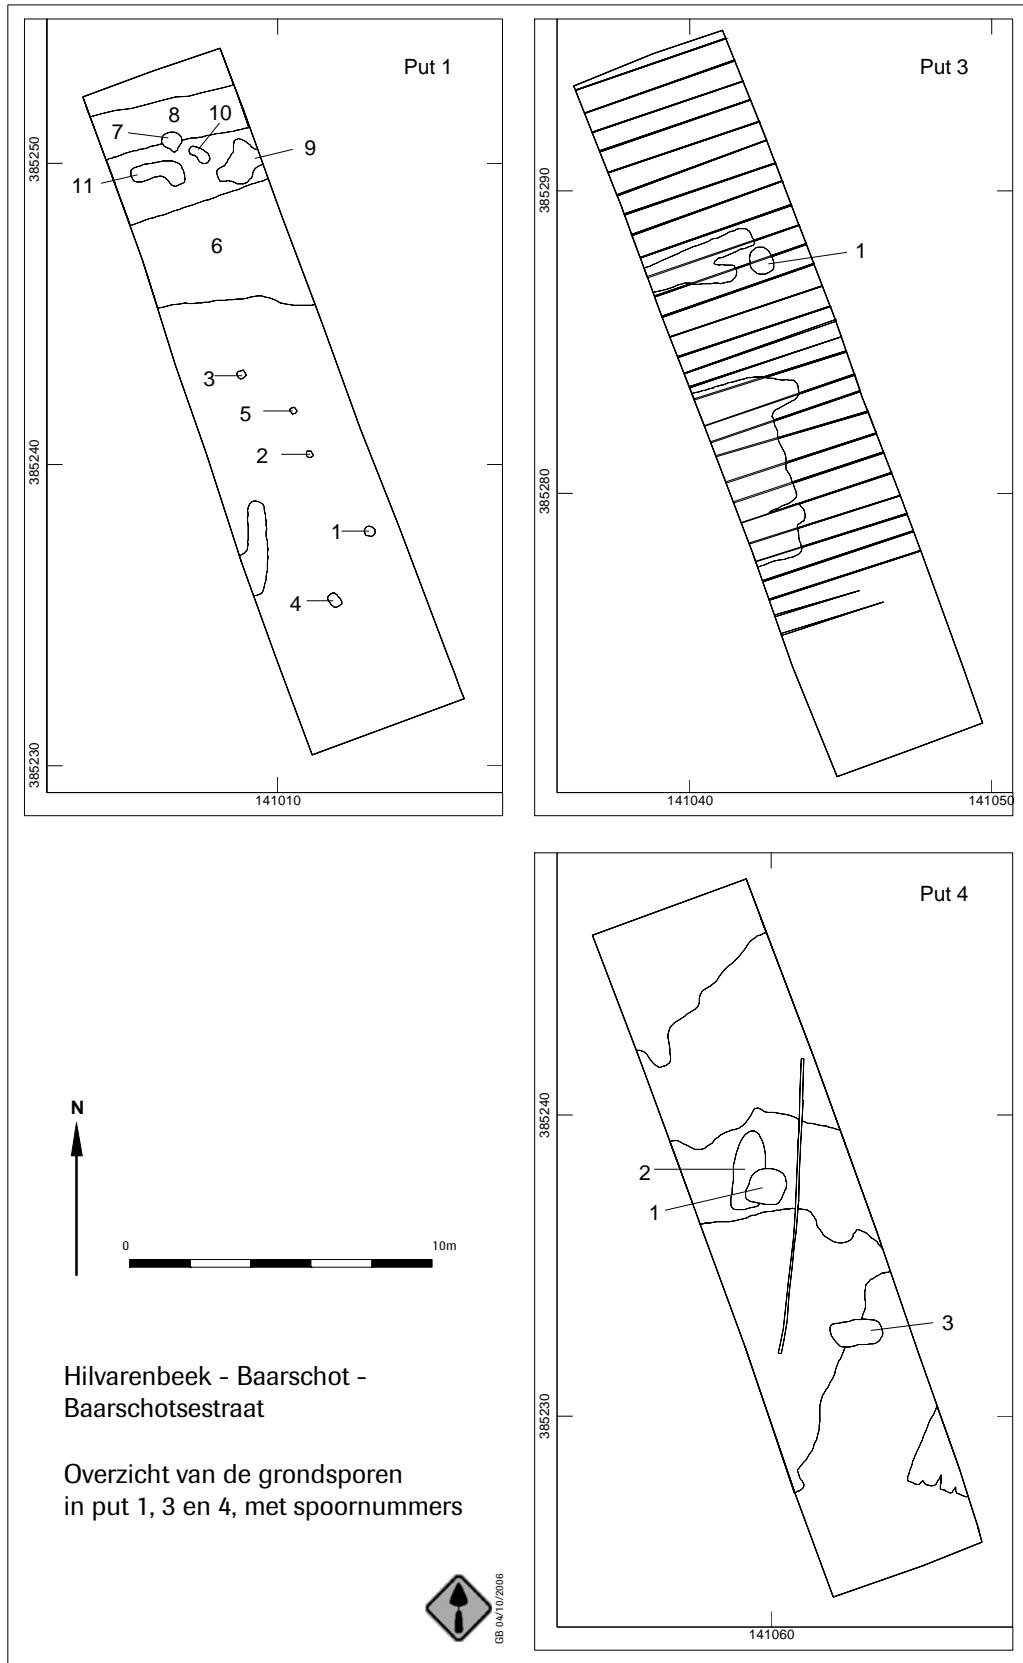 Put 1
8
10
7
9
11
6
3
5
2
1
4
385250
385240
385230
141010
Put 3
1
385290
385280
141040
141050
Put 4
2
1
3
385240
385230
141060
N
0
10m
Hilvarenbeek - Baarschot -
Baarschotsestraat
Overzicht van de grondsporen
in put 1, 3 en 4, met spoornummers
GB 04/10/2006